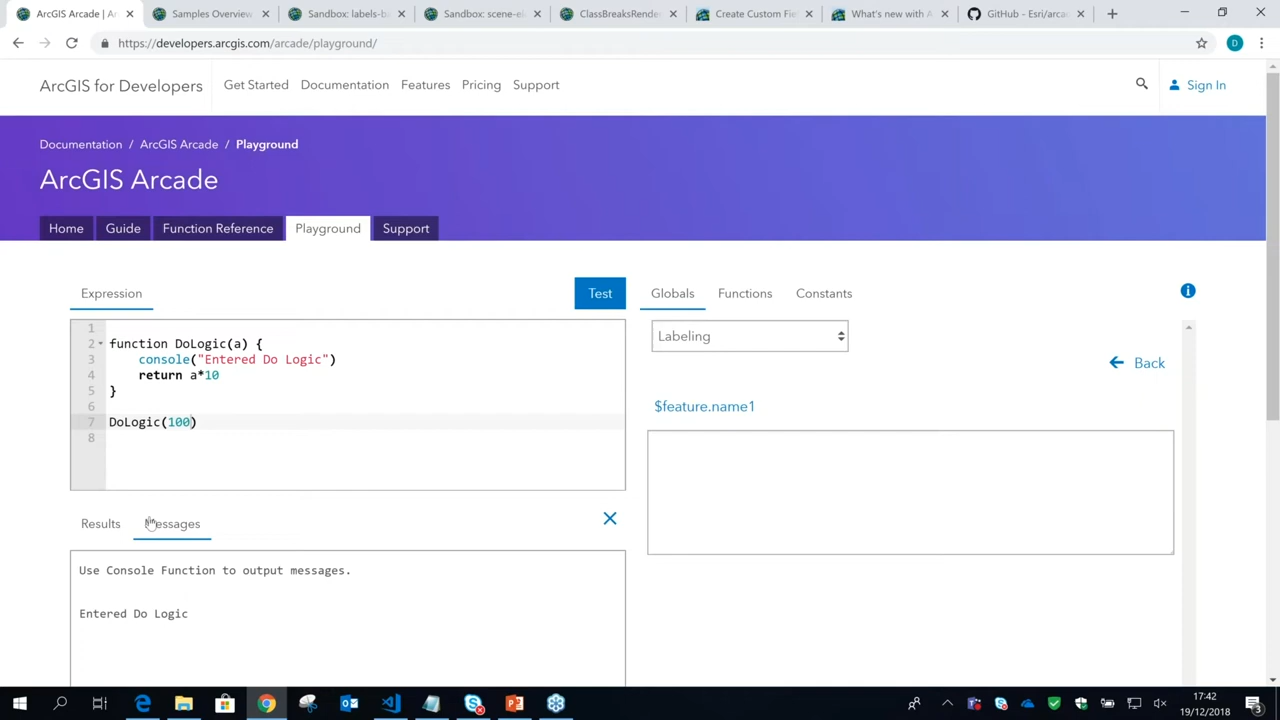 ArcGIS Arcade | Ar
Samples Overview
Sandbox: labels-ba
Sandbox: scene-el
ClassBreaksRende
Create Custom Fie
What's new with A
GitHub - Esri/arcac
https://developers.arcgis.com/arcade/playground/
D
ArcGIS for Developers
Get Started
Documentation
Features
Pricing
Support
Sign In
Documentation / ArcGIS Arcade / Playground
ArcGIS Arcade
Home
Guide
Function Reference
Playground
Support
Expression
Test
Globals
Functions
Constants
1
2 function DoLogic(a) {
3 console("Entered Do Logic")
4 return a*10
5 }
6
7 DoLogic(100)
8
Labeling
Back
$feature.name1
Results
Messages
Use Console Function to output messages.
Entered Do Logic
17:42
19/12/2018
3